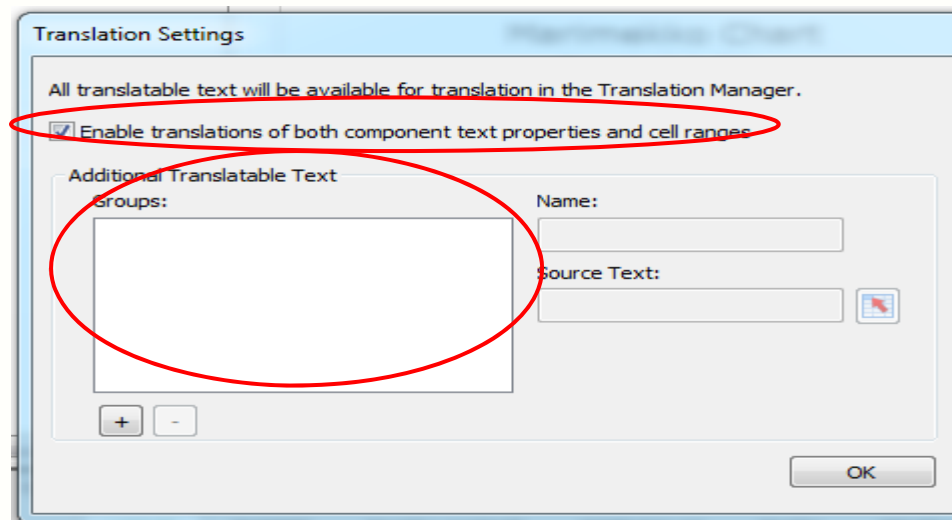 Translation Settings
All translatable text will be available for translation in the Translation Manager.
Enable translations of both component text properties and cell ranges
Additional Translatable Text
Groups:
Name:
Source Text:
+
-
OK